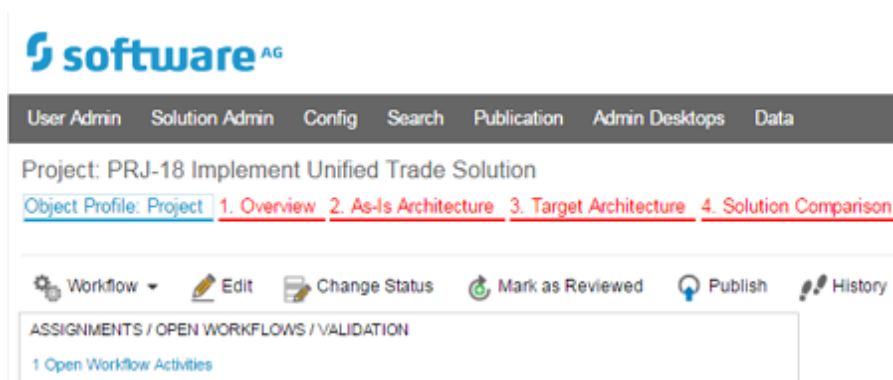 software AG
User Admin Solution Admin Config Search Publication Admin Desktops Data
Project: PRJ-18 Implement Unified Trade Solution
Object Profile: Project 1. Overview 2. As-Is Architecture 3. Target Architecture 4. Solution Comparison
Workflow Edit Change Status Mark as Reviewed Publish History
ASSIGNMENTS / OPEN WORKFLOWS / VALIDATION
1 Open Workflow Activities